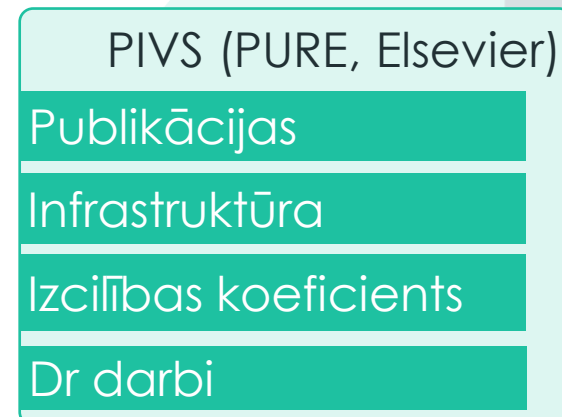 PIVS (PURE, Elsevier)
Publikācijas
Infrastruktūra
Izcilības koeficients
Dr darbi